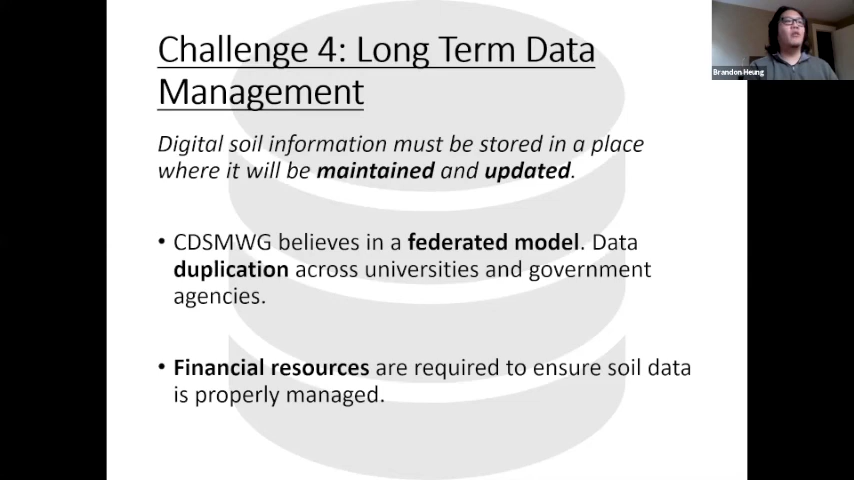 Challenge 4: Long Term Data
Management
Digital soil information must be stored in a place
where it will be maintained and updated.
• CDSMWG believes in a federated model. Data
duplication across universities and government
agencies.
• Financial resources are required to ensure soil data
is properly managed.
Brandon Heung